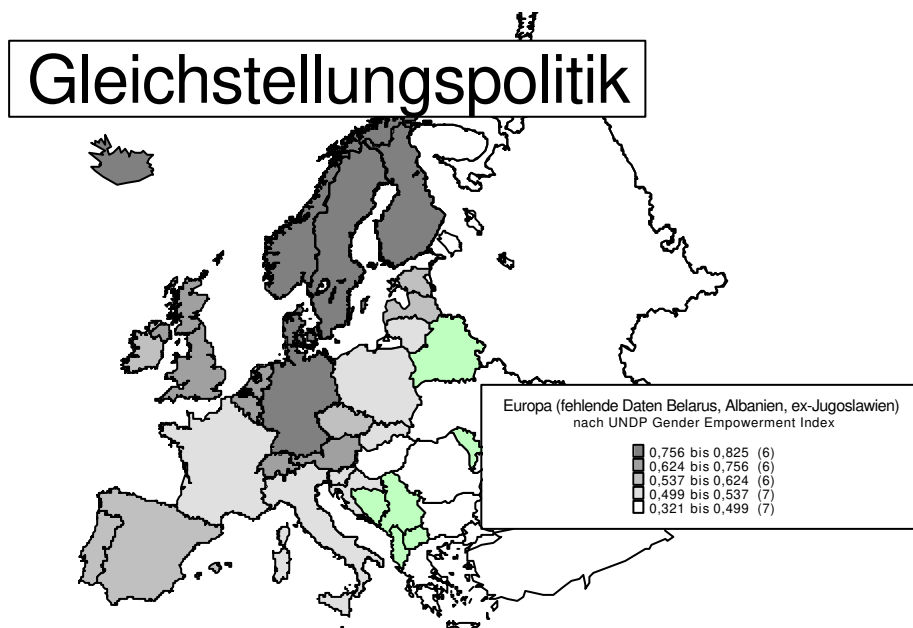 Gleichstellungspolitik
Europa (fehlende Daten Belarus, Albanien, ex-Jugoslawien)
nach UNDP Gender Empowerment Index
0,756 bis 0,825 (6)
0,624 bis 0,756 (6)
0,537 bis 0,624 (6)
0,499 bis 0,537 (7)
0,321 bis 0,499 (7)